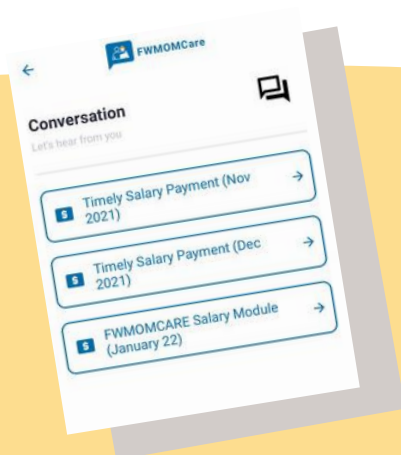 FWMOMCare
Conversation
Let's hear from you
Timely Salary Payment (Nov
2021)
Timely Salary Payment (Dec
2021)
FWMOMCARE Salary Module
(January 22)